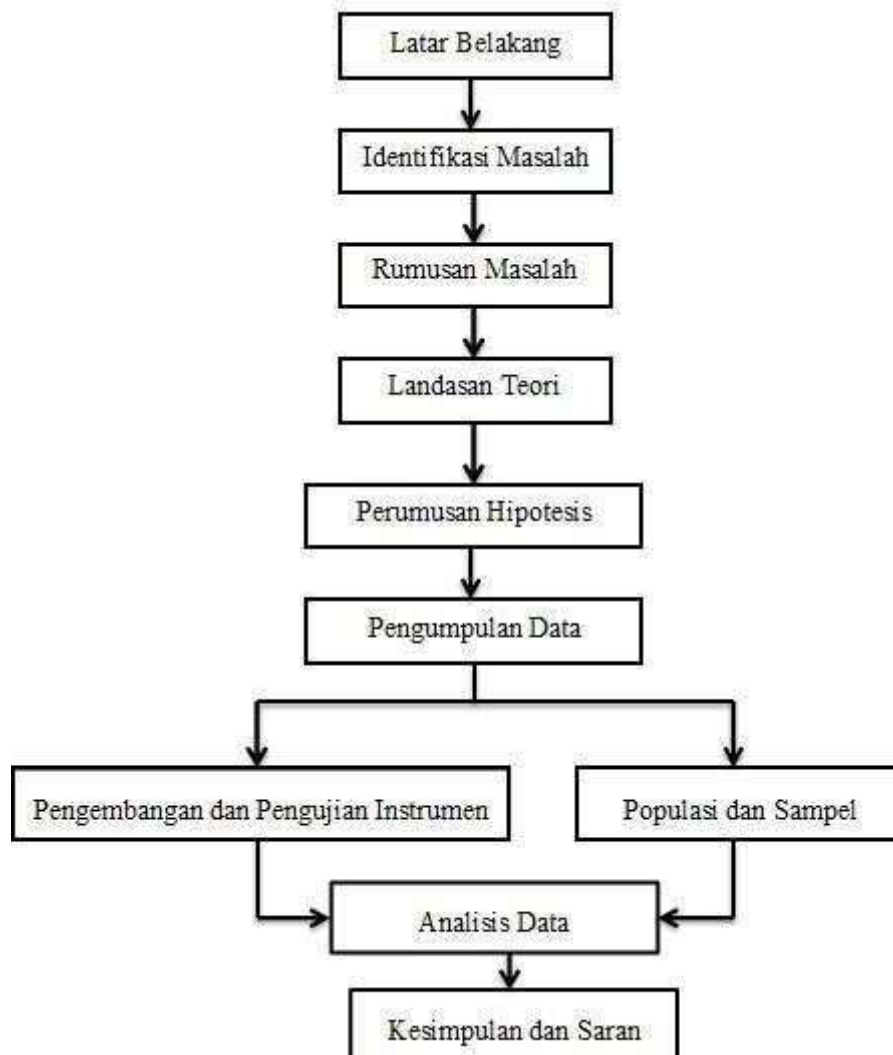 Latar Belakang
Identifikasi Masalah
Rumusan Masalah
Landasan Teori
Perumusan Hipotesis
Pengumpulan Data
Pengembangan dan Pengujian Instrumen
Populasi dan Sampel
Analisis Data
Kesimpulan dan Saran